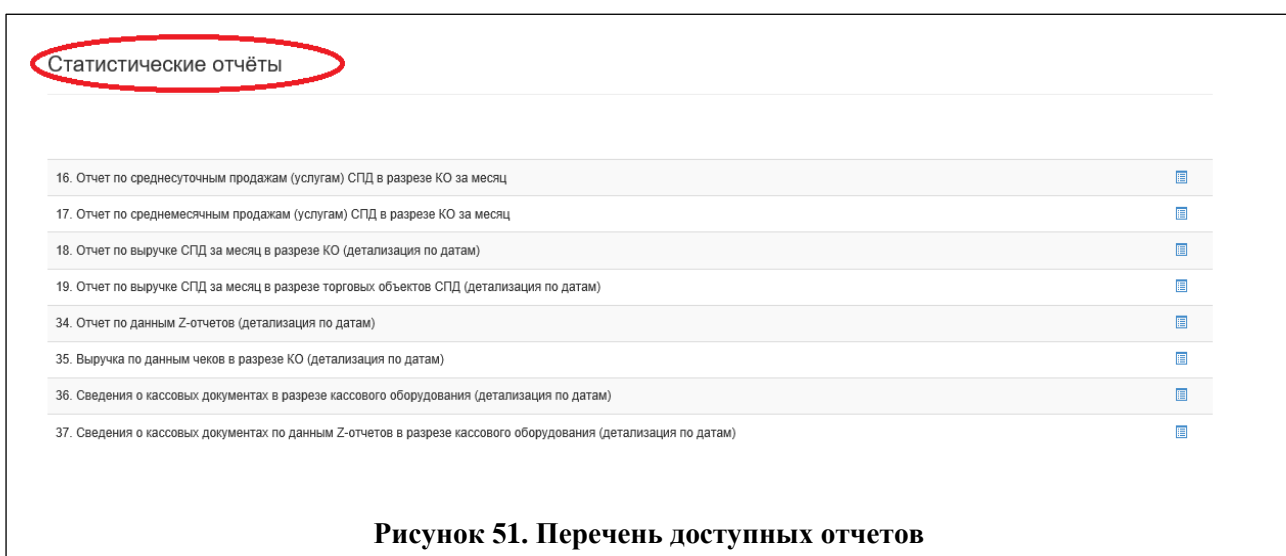 Статистические отчёты
16. Отчет по среднесуточным продажам (услугам) СПД в разрезе КО за месяц
17. Отчет по среднемесячным продажам (услугам) СПД в разрезе КО за месяц
18. Отчет по выручке СПД за месяц в разрезе КО (детализация по датам)
19. Отчет по выручке СПД за месяц в разрезе торговых объектов СПД (детализация по датам)
34. Отчет по данным Z-отчетов (детализация по датам)
35. Выручка по данным чеков в разрезе КО (детализация по датам)
36. Сведения о кассовых документах в разрезе кассового оборудования (детализация по датам)
37. Сведения о кассовых документах по данным Z-отчетов в разрезе кассового оборудования (детализация по датам)
Рисунок 51. Перечень доступных отчетов